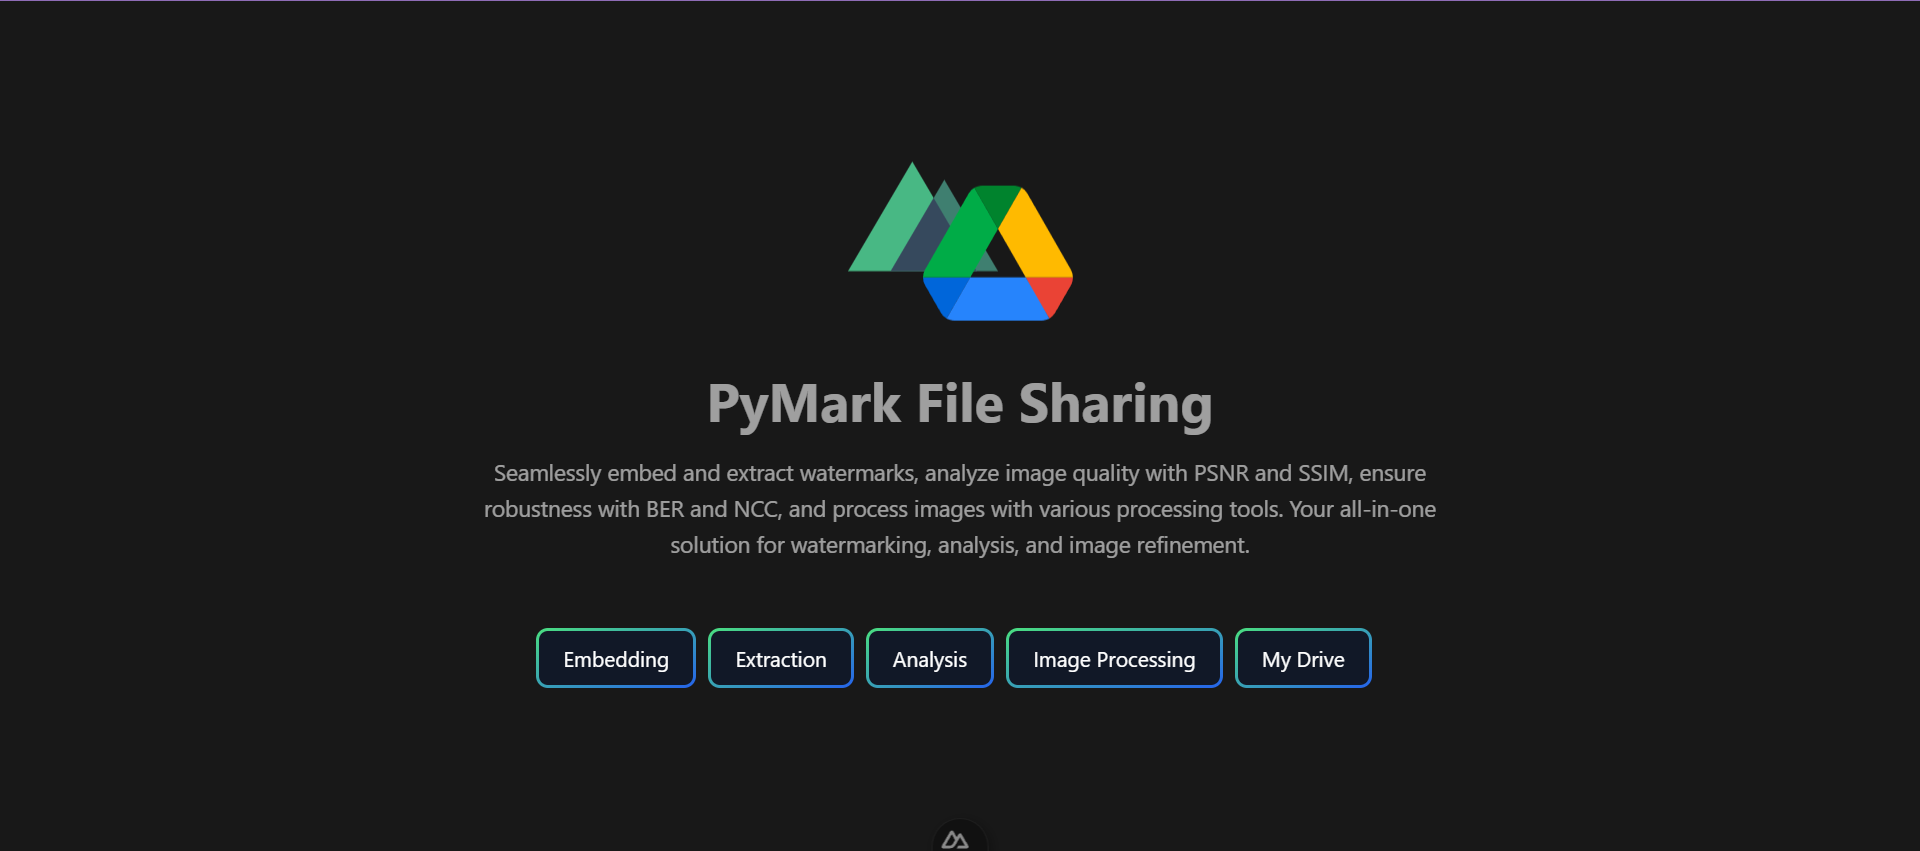 PyMark File Sharing
Seamlessly embed and extract watermarks, analyze image quality with PSNR and SSIM, ensure
robustness with BER and NCC, and process images with various processing tools. Your all-in-one
solution for watermarking, analysis, and image refinement.
Embedding
Extraction
Analysis
Image Processing
My Drive